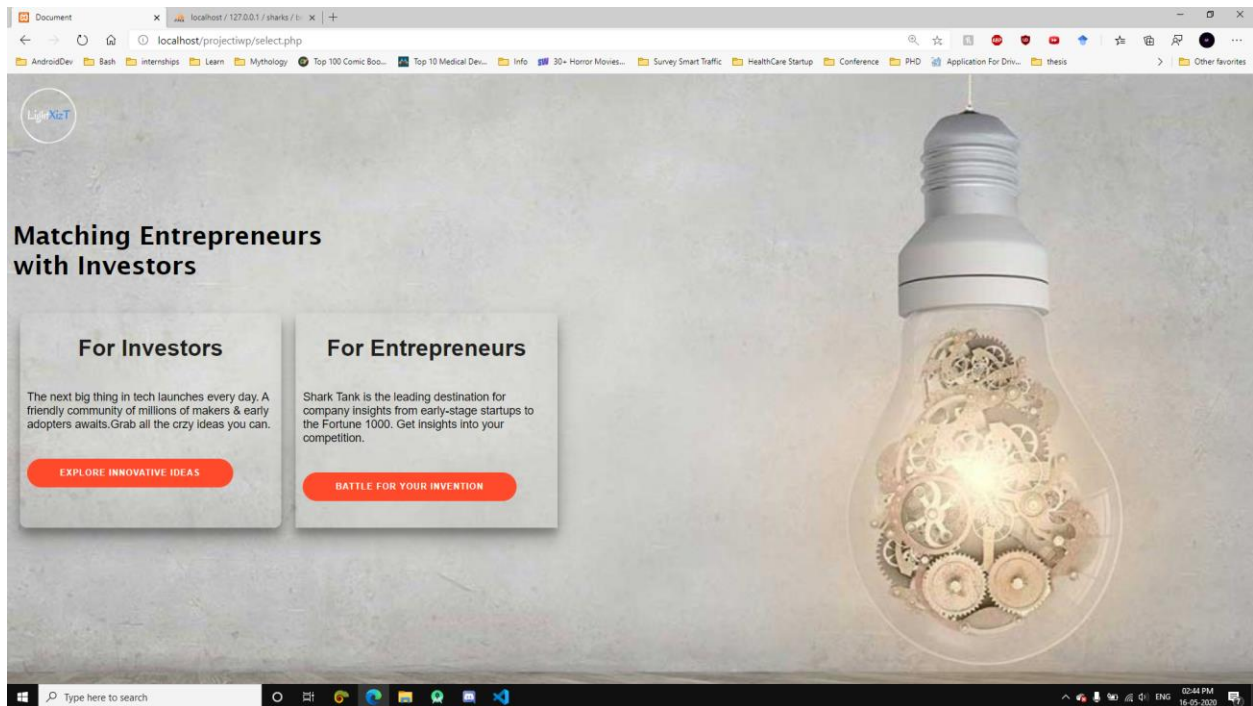 Document
localhost / 127.0.0.1 / sharks / b
localhost/projectiwp/select.php
AndroidDev Bash internships Learn Mythology Top 100 Comic Boo... Top 10 Medical Dev... Info 30+ Horror Movies... Survey Smart Traffic HealthCare Startup Conference PHD Application For Driv... thesis Other favorites
LightXizT
Matching Entrepreneurs
with Investors
For Investors
The next big thing in tech launches every day. A
friendly community of millions of makers & early
adopters awaits.Grab all the crzy ideas you can.
EXPLORE INNOVATIVE IDEAS
For Entrepreneurs
Shark Tank is the leading destination for
company insights from early-stage startups to
the Fortune 1000. Get insights into your
competition.
BATTLE FOR YOUR INVENTION
Type here to search
ENG
02:44 PM
16-05-2020